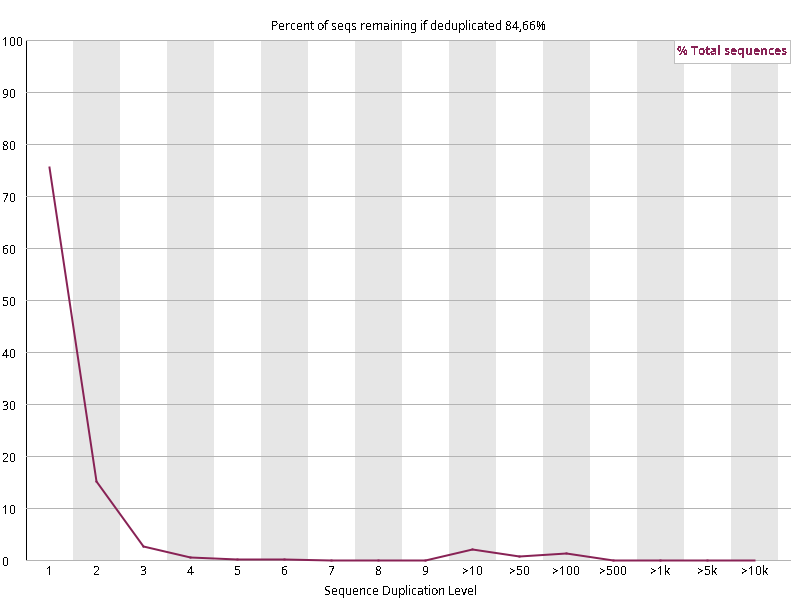 Percent of seqs remaining if deduplicated 84,66%
% Total sequences
100
90
80
70
60
50
40
30
20
10
0
1 2 3 4 5 6 7 8 9 >10 >50 >100 >500 >1k >5k >10k
Sequence Duplication Level